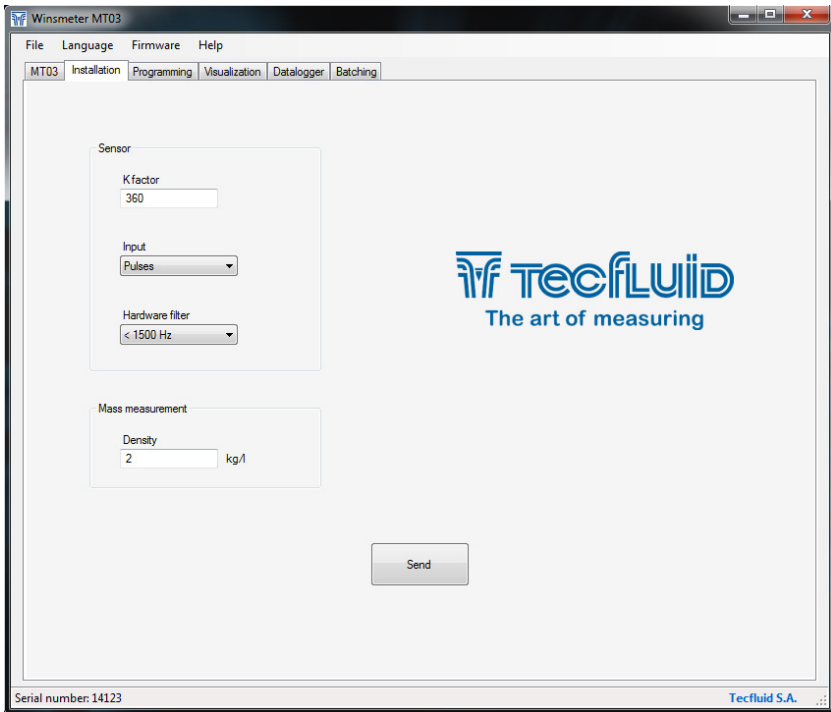 Winsmeter MT03
File Language Firmware Help
MT03 Installation Programming Visualization Datalogger Batching
Sensor
K factor
360
Input
Pulses
Hardware filter
< 1500 Hz
Tecfluid
The art of measuring
Mass measurement
Density
2 kg/l
Send
Serial number: 14123 Tecfluid S.A.